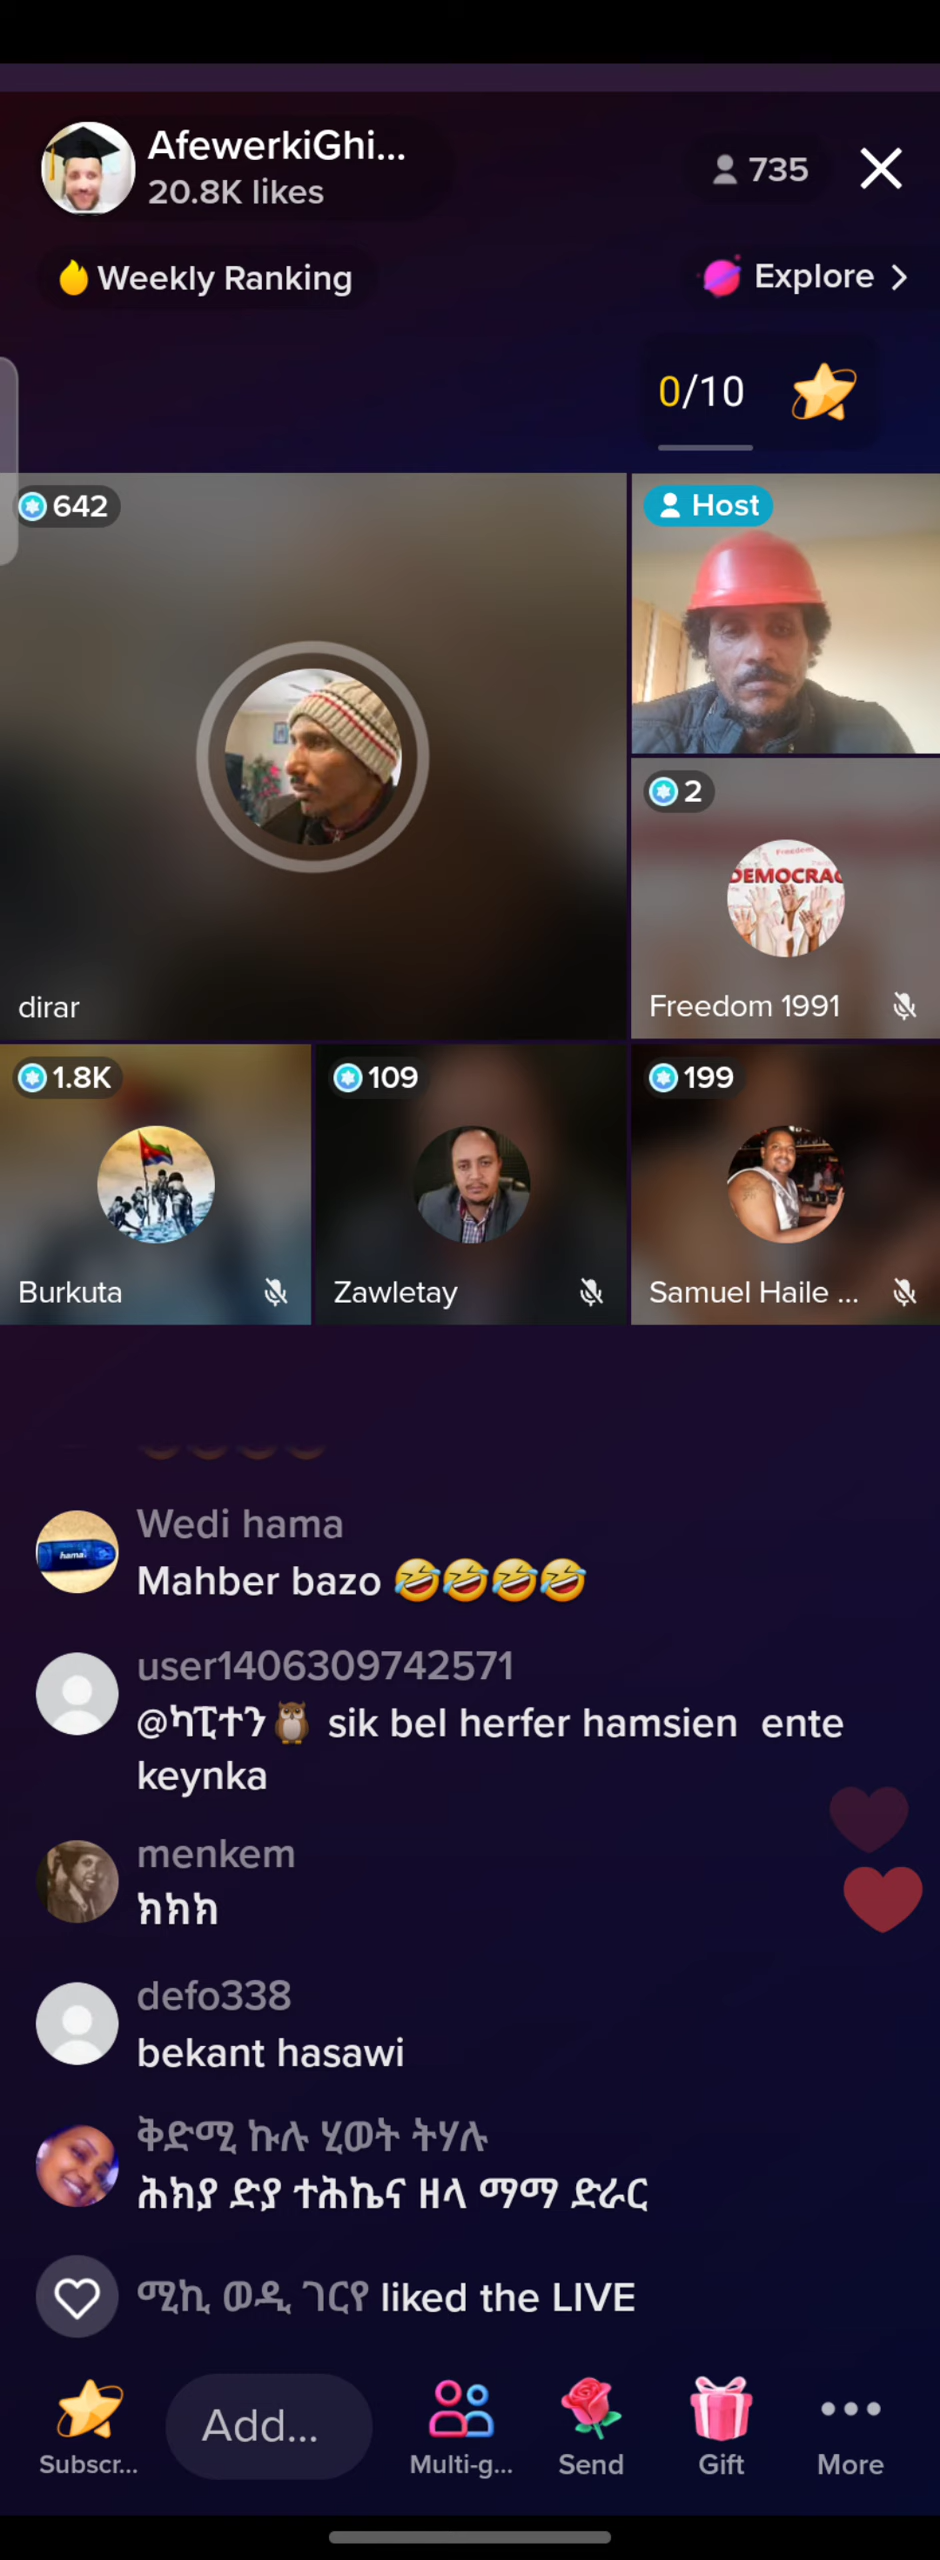 AfewerkiGhi...
20.8K likes
735
Weekly Ranking
Explore
0/10
642
Host
2
Freedom
DEMOCRAC
dirar
Freedom 1991
1.8K
109
199
Burkuta
Zawletay
Samuel Haile ...
Wedi hama
hama
Mahber bazo 🤣🤣🤣🤣
user1406309742571
@ካፒተን🦉 sik bel herfer hamsien ente
keynka
menkem
ክክክ
defo338
bekant hasawi
ቅድሚ ኩሉ ሂወት ትሃሉ
ሕክያ ድያ ተሕኬና ዘላ ማማ ድራር
ሚኪ ወዲ ገርየ liked the LIVE
Subscr...
Add...
Multi-g...
Send
Gift
More